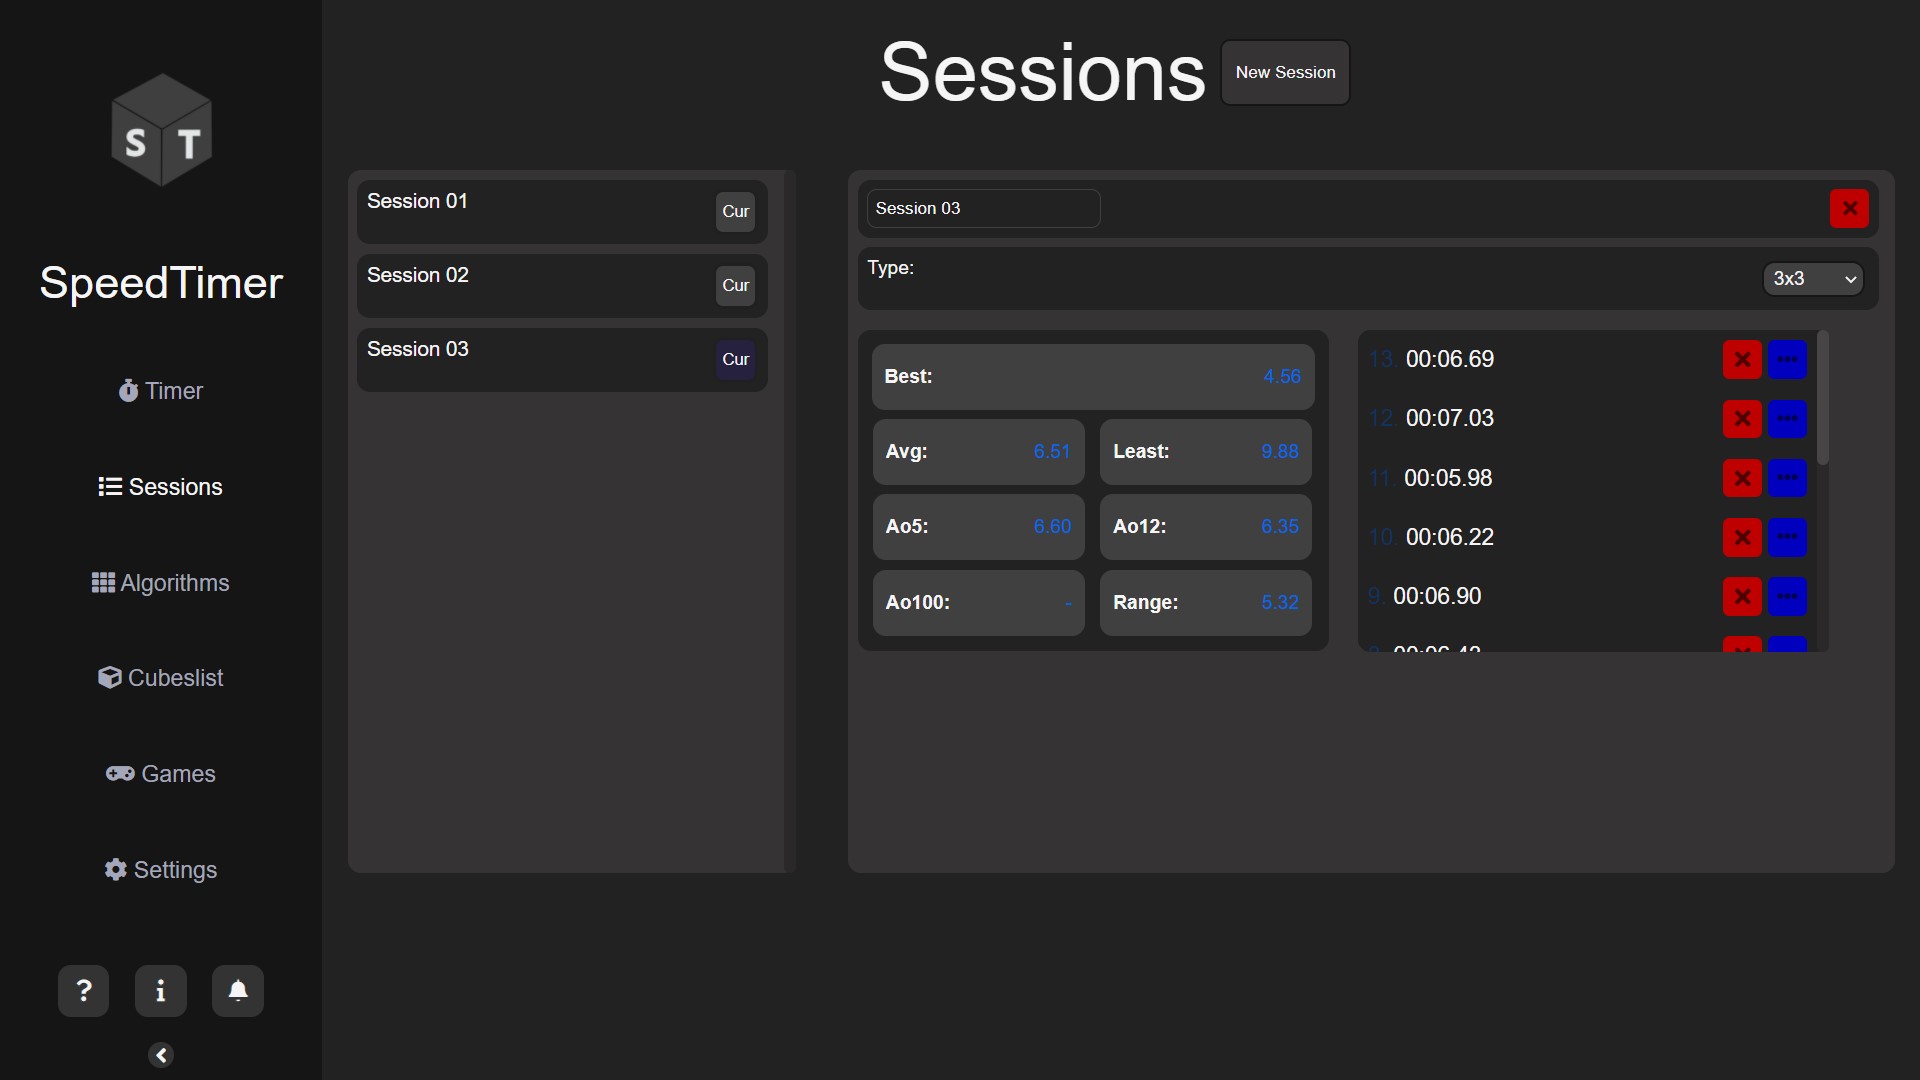 S T
SpeedTimer
Timer
Sessions
Algorithms
Cubeslist
Games
Settings
?
i
Sessions
New Session
Session 01
Cur
Session 02
Cur
Session 03
Cur
Session 03
Type:
3x3
Best: 4.56
Avg: 6.51
Least: 9.88
Ao5: 6.60
Ao12: 6.35
Ao100: -
Range: 5.32
13. 00:06.69
12. 00:07.03
11. 00:05.98
10. 00:06.22
9. 00:06.90